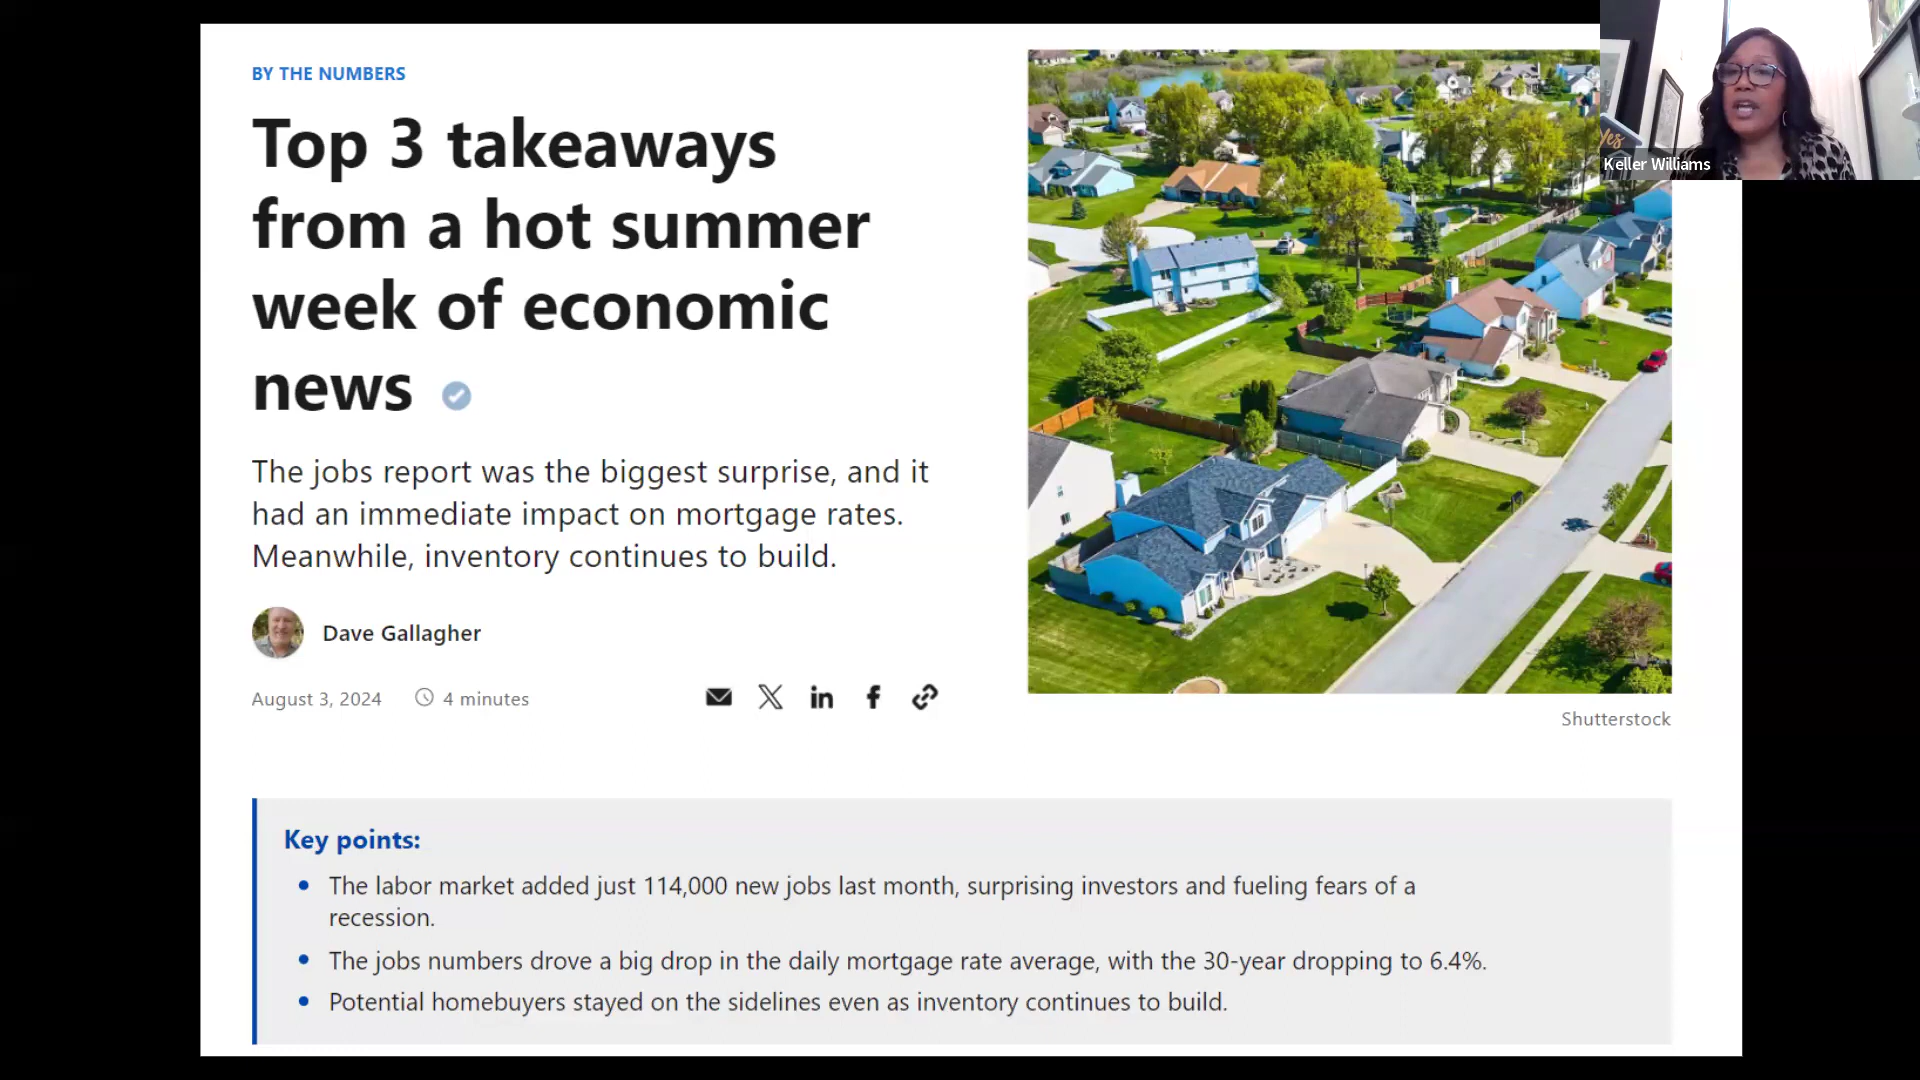 BY THE NUMBERS
Top 3 takeaways
from a hot summer
week of economic
news
The jobs report was the biggest surprise, and it
had an immediate impact on mortgage rates.
Meanwhile, inventory continues to build.
Dave Gallagher
August 3, 2024 4 minutes
Shutterstock
Yes
Keller Williams
Key points:
• The labor market added just 114,000 new jobs last month, surprising investors and fueling fears of a
recession.
• The jobs numbers drove a big drop in the daily mortgage rate average, with the 30-year dropping to 6.4%.
• Potential homebuyers stayed on the sidelines even as inventory continues to build.